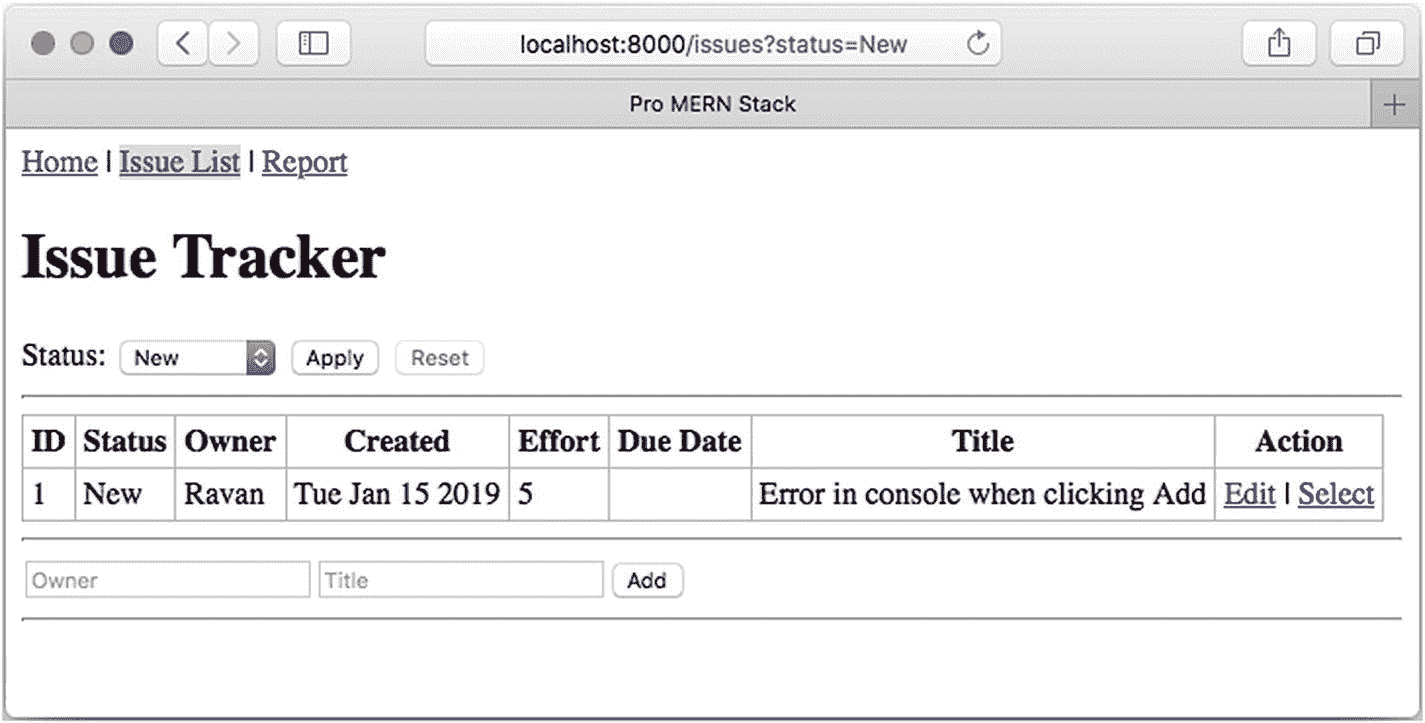 localhost:8000/issues?status=New
Pro MERN Stack
Home | Issue List | Report
Issue Tracker
Status: New Apply Reset
ID Status Owner Created Effort Due Date Title Action
1 New Ravan Tue Jan 15 2019 5 Error in console when clicking Add Edit | Select
Owner Title Add